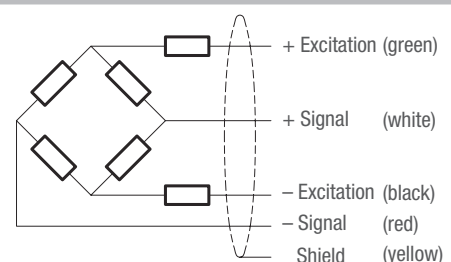 + Excitation (green)
+ Signal (white)
– Excitation (black)
– Signal (red)
Shield (yellow)